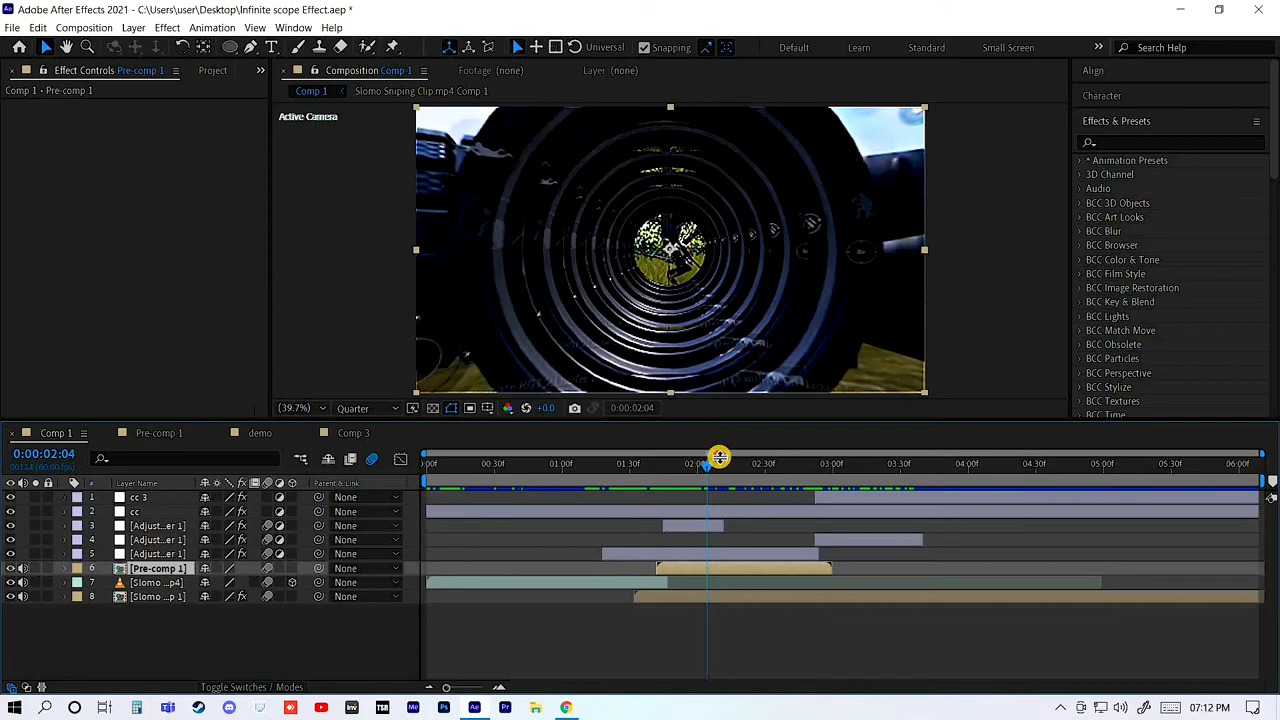 Adobe After Effects 2021 - C:\Users\user\Desktop\Infinite scope Effect.aep *
File Edit Composition Layer Effect Animation View Window Help
Universal Snapping Default Learn Standard Small Screen Search Help
Effect Controls Pre-comp 1 Project
Composition Comp 1 Footage (none) Layer (none)
Align
Comp 1 • Pre-comp 1
Comp 1 Slomo Sniping Clip.mp4 Comp 1
Character
Active Camera
Effects & Presets
* Animation Presets
3D Channel
Audio
BCC 3D Objects
BCC Art Looks
BCC Blur
BCC Browser
BCC Color & Tone
BCC Film Style
BCC Image Restoration
BCC Key & Blend
BCC Lights
BCC Match Move
BCC Obsolete
BCC Particles
BCC Perspective
BCC Stylize
BCC Textures
BCC Time
(39.7%) Quarter +0.0 0:00:02:04
Comp 1 Pre-comp 1 demo Comp 3
0:00:02:04
00124 (60.00 fps)
:00f 00:30f 01:00f 01:30f 02:0 02:30f 03:00f 03:30f 04:00f 04:30f 05:00f 05:30f 06:00f
# Layer Name Parent & Link
1 cc 3 None
2 cc None
3 [Adjust...er 1] None
4 [Adjust...er 1] None
5 [Adjust...er 1] None
6 [Pre-comp 1] None
7 [Slomo ...p4] None
8 [Slomo ...p 1] None
Toggle Switches / Modes
07:12 PM